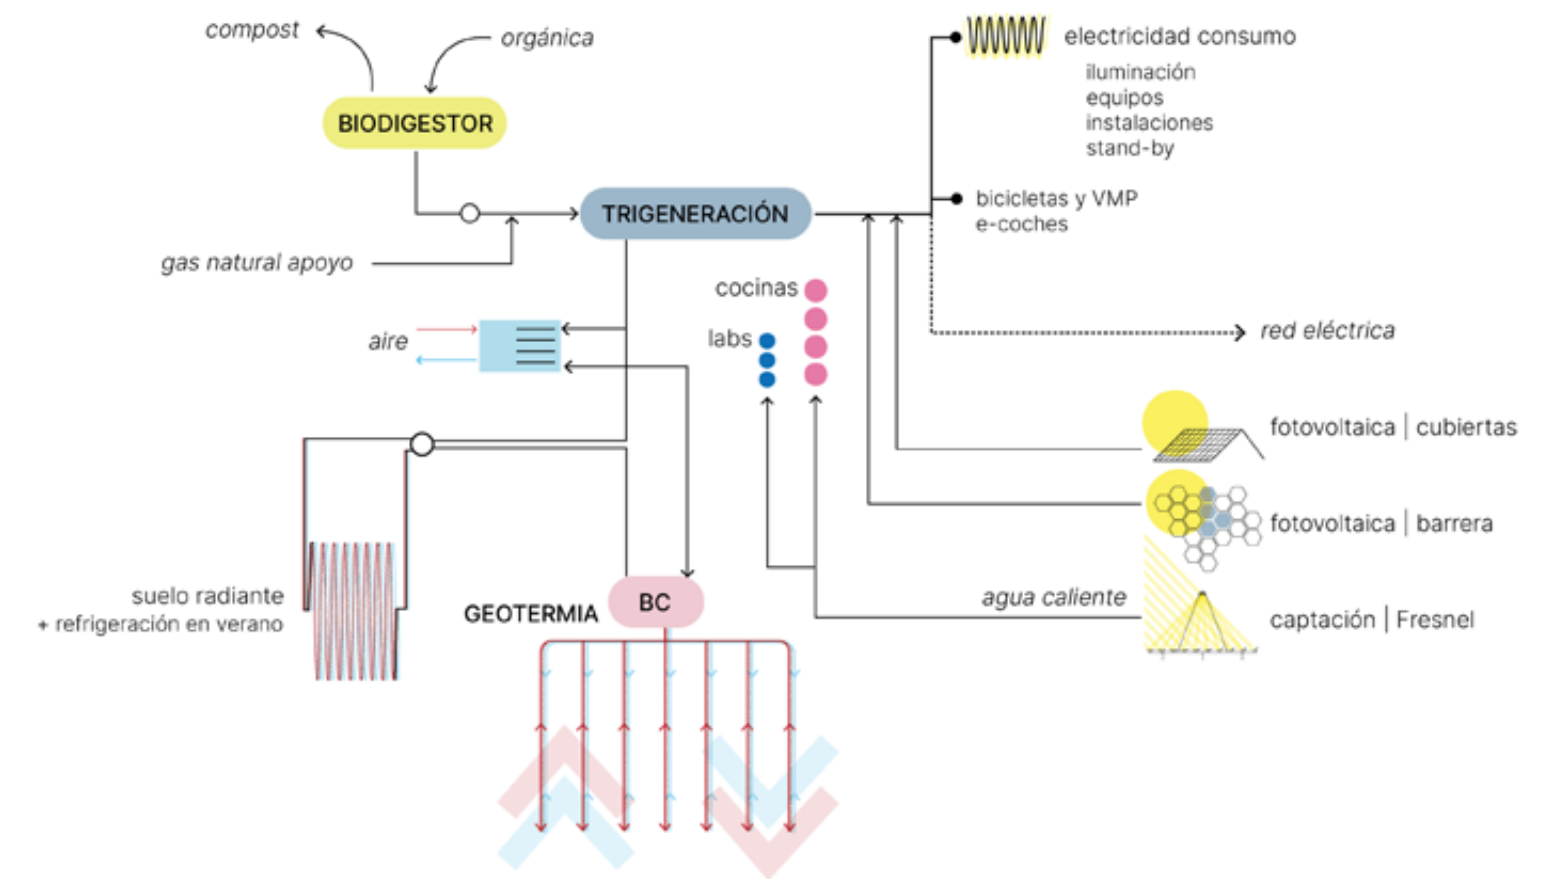 compost
orgánica
BIODIGESTOR
electricidad consumo
iluminación
equipos
instalaciones
stand-by
TRIGENERACIÓN
bicicletas y VMP
e-coches
gas natural apoyo
cocinas
labs
aire
red eléctrica
fotovoltaica | cubiertas
fotovoltaica | barrera
suelo radiante
+ refrigeración en verano
GEOTERMIA
BC
agua caliente
captación | Fresnel